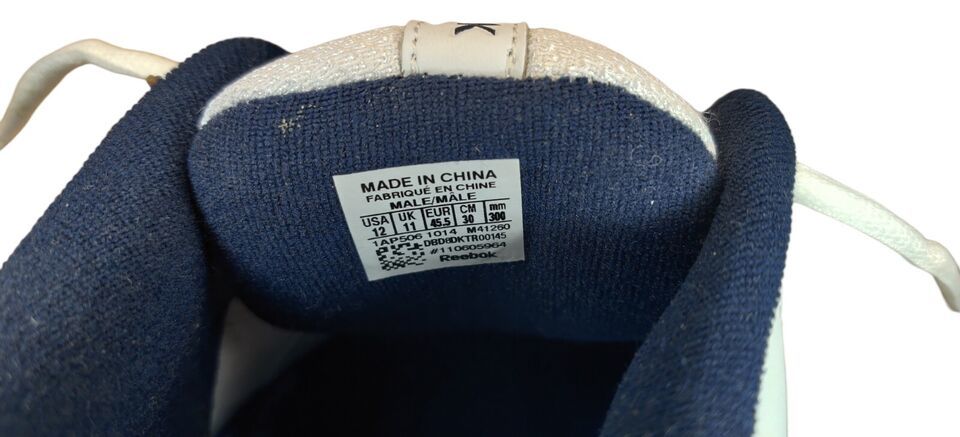 K
MADE IN CHINA
FABRIQUÉ EN CHINE
MALE/MÂLE
USA UK EUR CM mm
12 11 45.5 30 300
1AP506 1014 M41260
DBD8DKTR00145
#110605964
Reebok